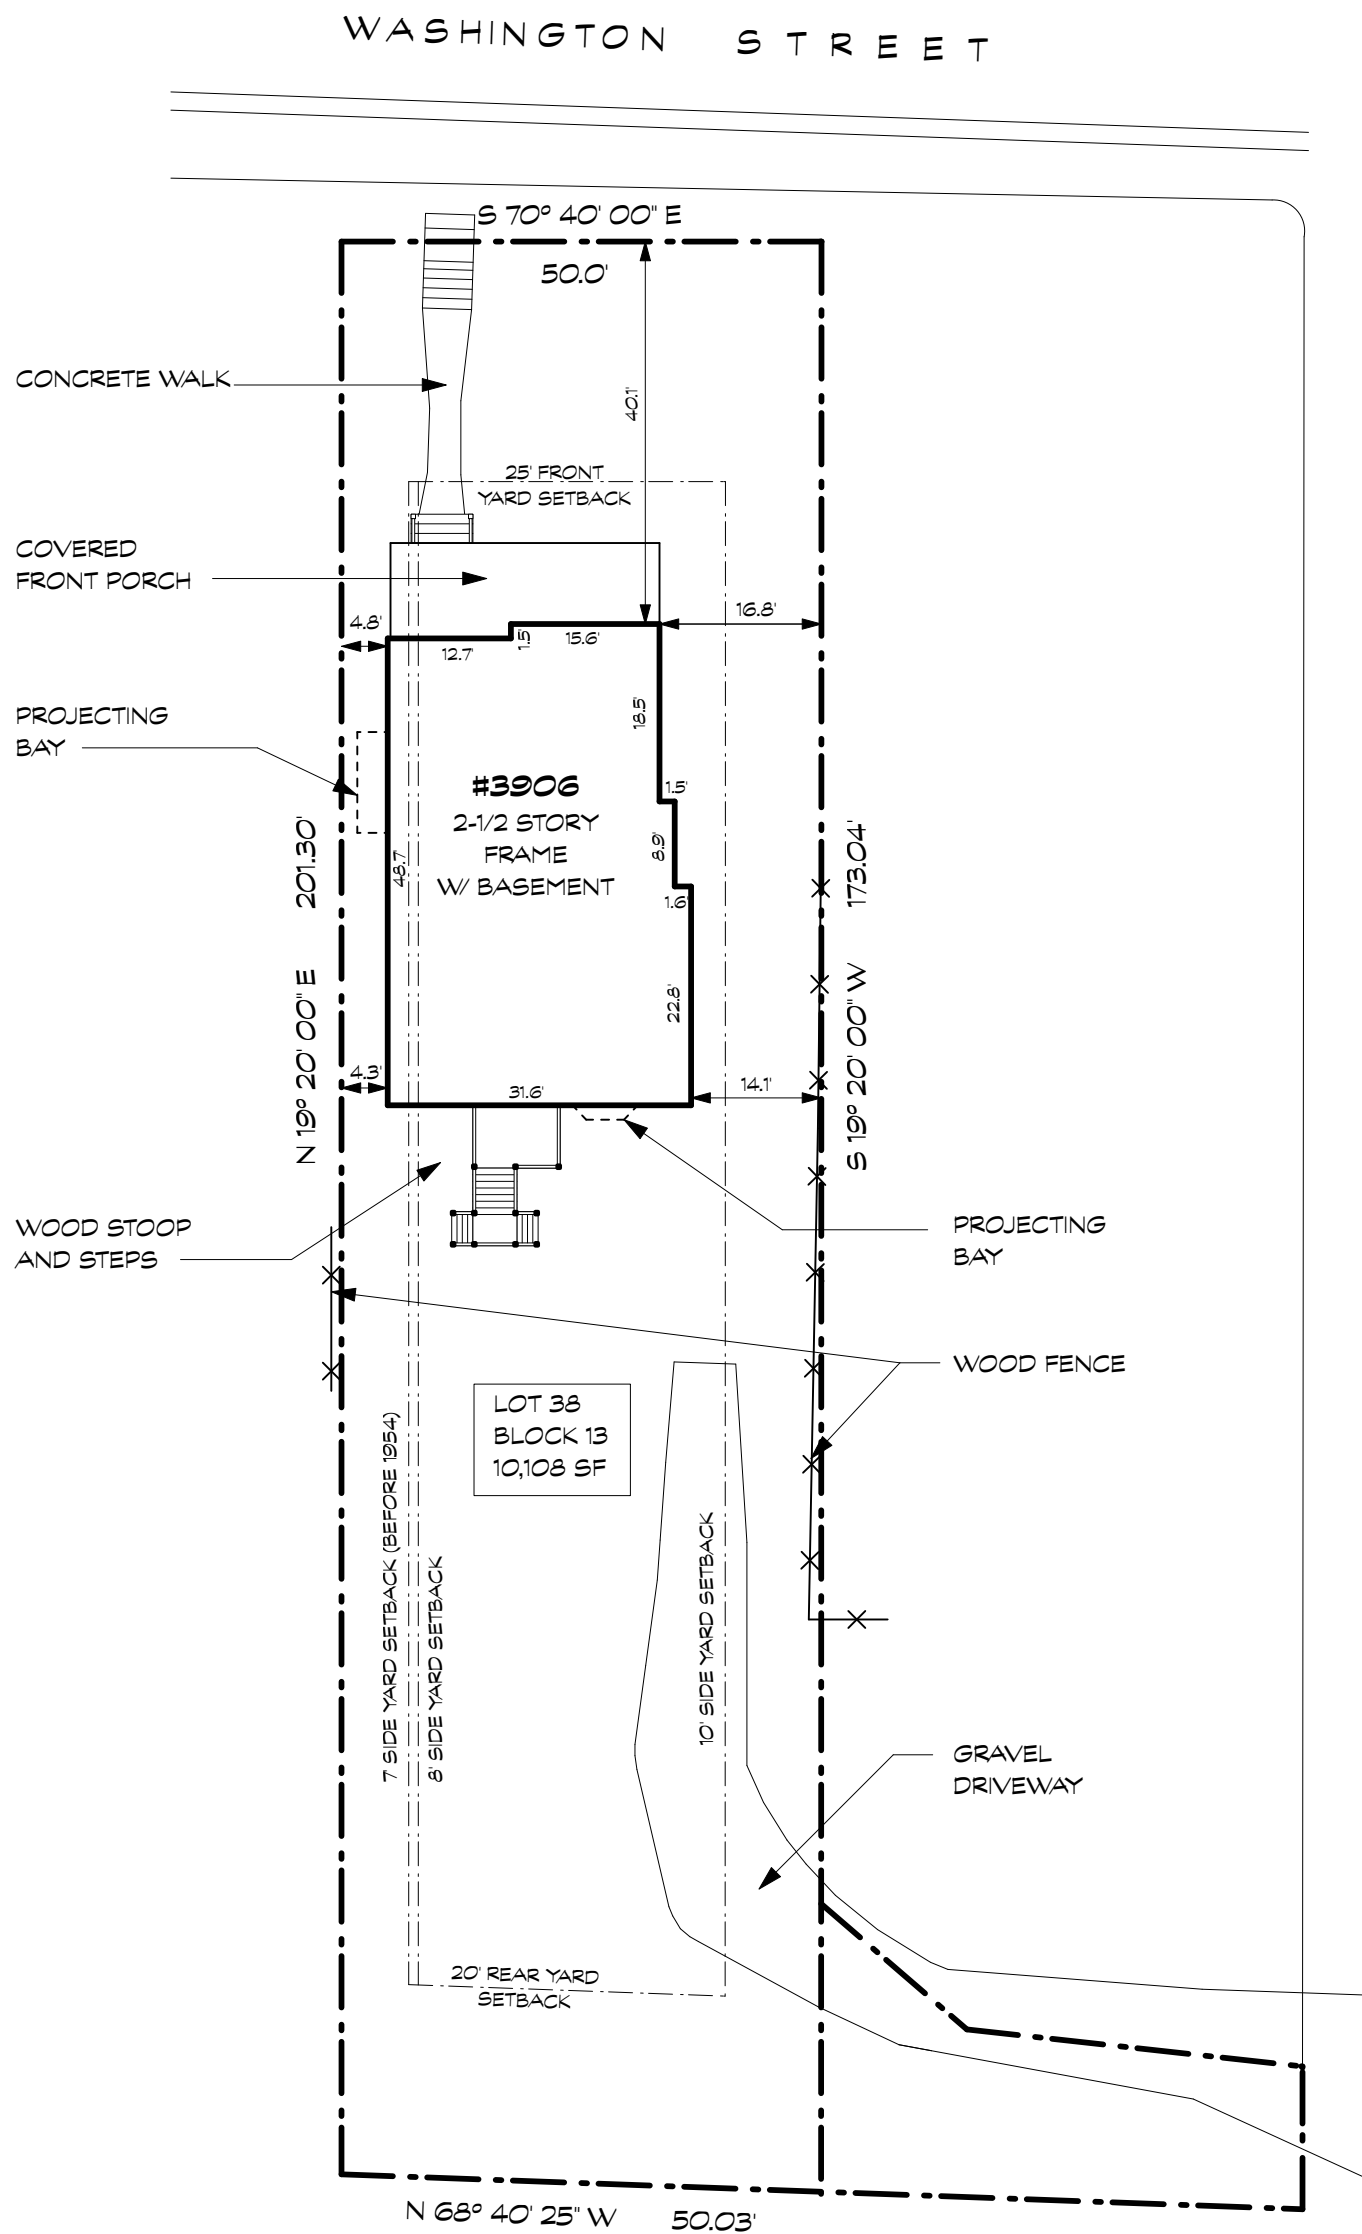 WASHINGTON STREET
S 70° 40' 00" E
50.0'
CONCRETE WALK
40.1'
25' FRONT
YARD SETBACK
COVERED
FRONT PORCH
4.8'
12.7'
1.5'
15.6'
16.8'
PROJECTING
BAY
18.5'
1.5'
#3906
2-1/2 STORY
FRAME
W/ BASEMENT
48.7'
8.9'
1.6'
22.8'
N 19° 20' 00" E 201.30'
S 19° 20' 00" W 173.04'
4.3'
31.6'
14.1'
WOOD STOOP
AND STEPS
PROJECTING
BAY
WOOD FENCE
LOT 38
BLOCK 13
10,108 SF
7' SIDE YARD SETBACK (BEFORE 1954)
8' SIDE YARD SETBACK
10' SIDE YARD SETBACK
GRAVEL
DRIVEWAY
20' REAR YARD
SETBACK
N 68° 40' 25" W 50.03'